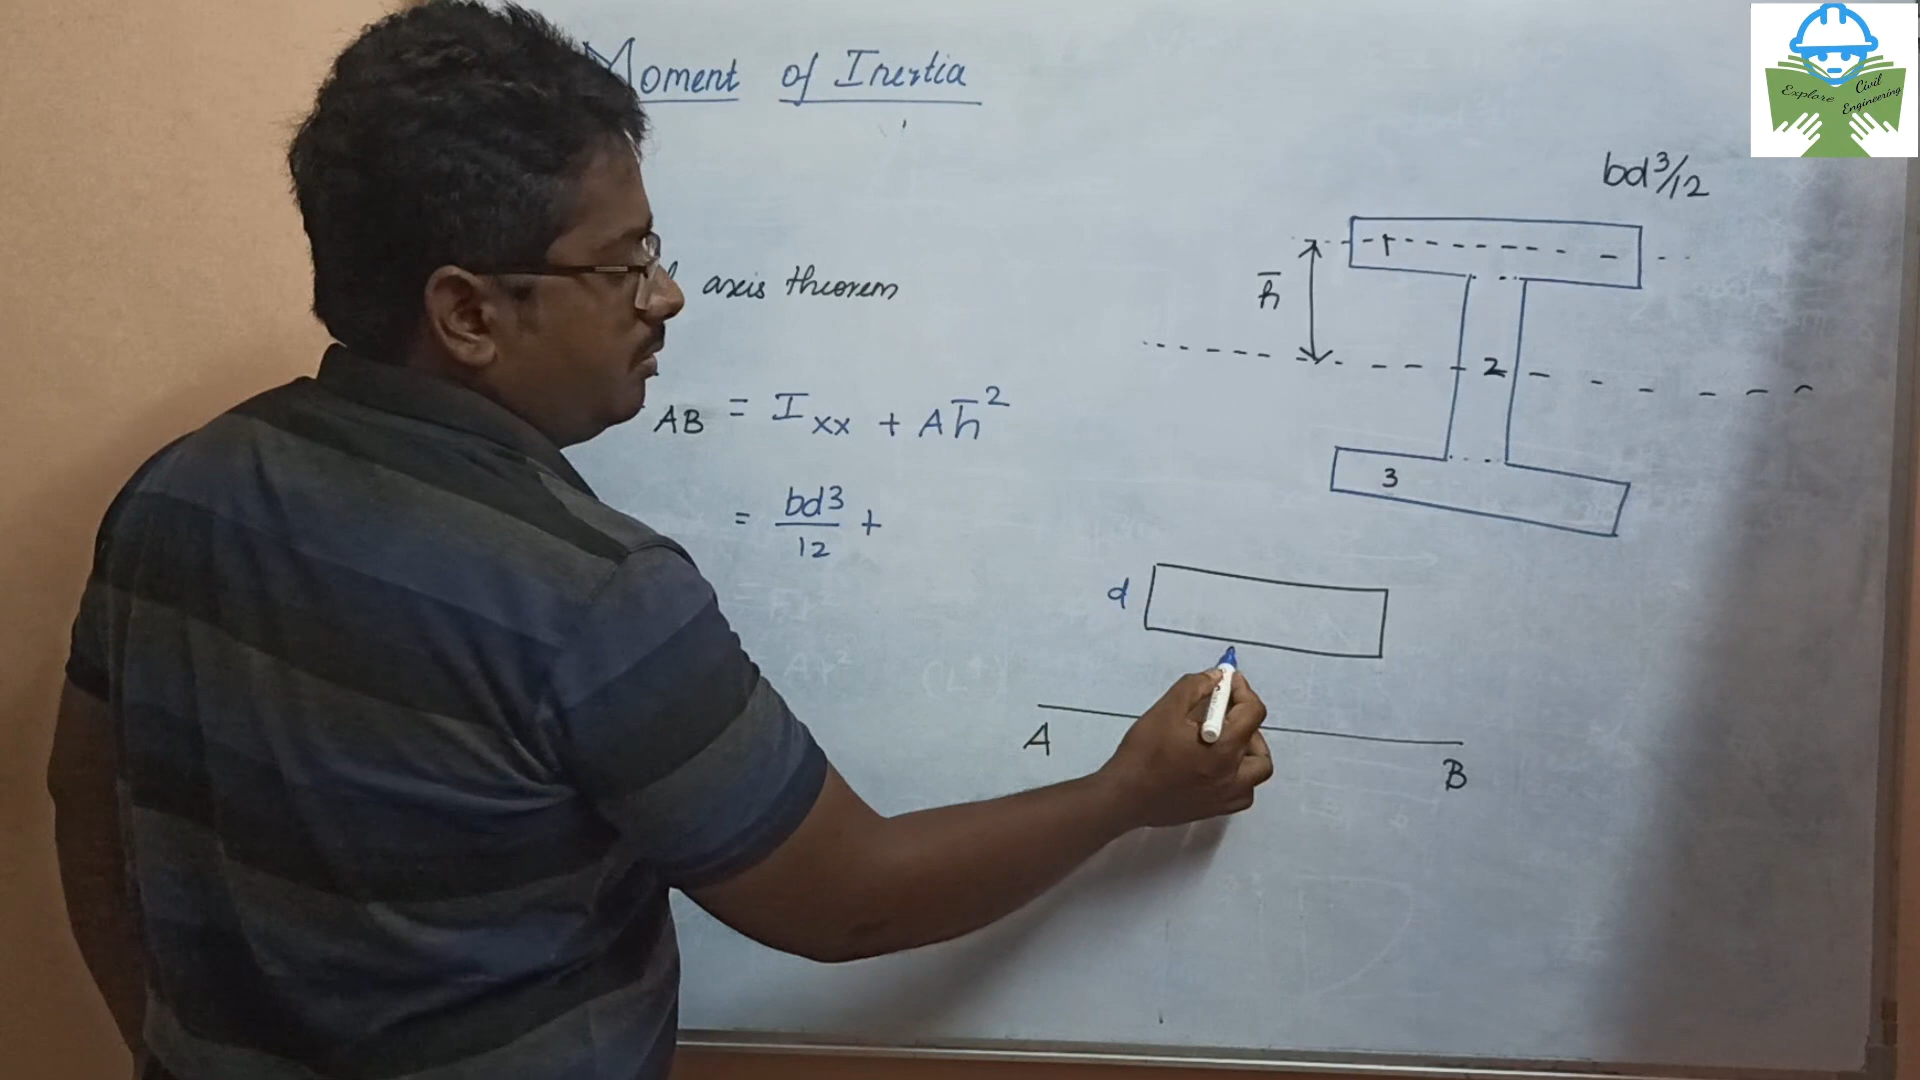 Moment of Inertia
axis theorem
AB = Ixx + Ah̄²
= bd3/12 +
Explore Civil Engineering
bd³/12
1
h̄
2
3
d
A
B